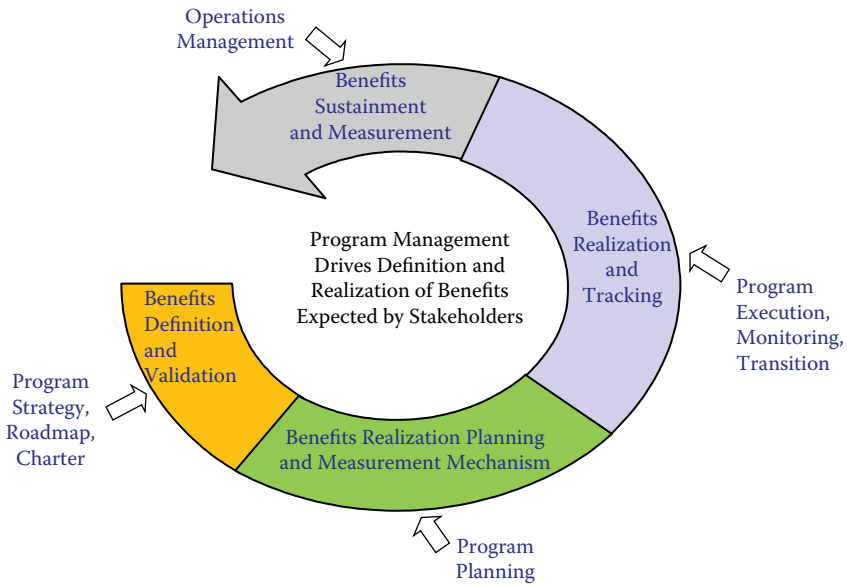 Operations
Management
Benefits
Sustainment
and Measurement
Benefits
Realization
and
Tracking
Program
Execution,
Monitoring,
Transition
Program Management
Drives Definition and
Realization of Benefits
Expected by Stakeholders
Benefits
Definition
and
Validation
Program
Strategy,
Roadmap,
Charter
Benefits Realization Planning
and Measurement Mechanism
Program
Planning